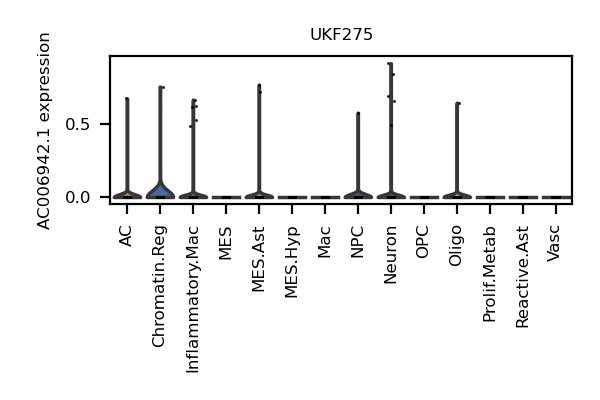 UKF275
AC006942.1 expression
0.5
0.0
AC
Chromatin.Reg
Inflammatory.Mac
MES
MES.Ast
MES.Hyp
Mac
NPC
Neuron
OPC
Oligo
Prolif.Metab
Reactive.Ast
Vasc